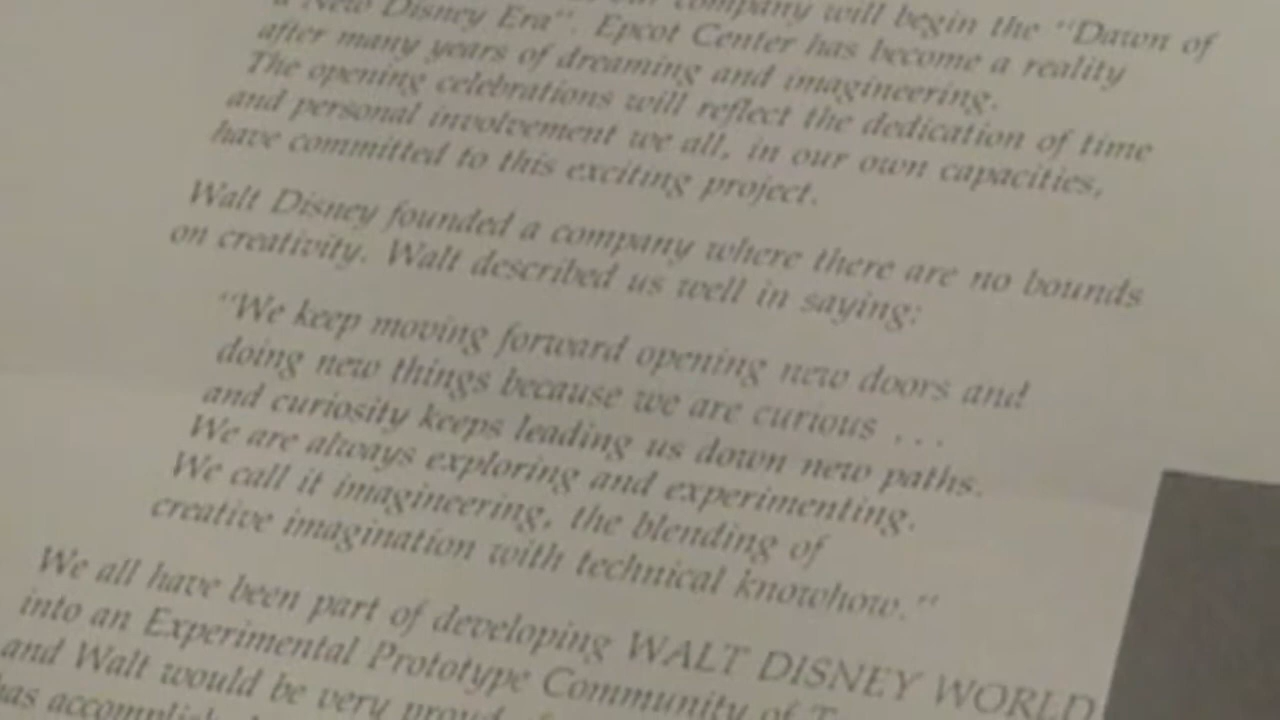 company will begin the "Dawn of
a New Disney Era". Epcot Center has become a reality
after many years of dreaming and imagineering.
The opening celebrations will reflect the dedication of time
and personal involvement we all, in our own capacities,
have committed to this exciting project.
Walt Disney founded a company where there are no bounds
on creativity. Walt described us well in saying:
"We keep moving forward opening new doors and
doing new things because we are curious ...
and curiosity keeps leading us down new paths.
We are always exploring and experimenting.
We call it imagineering, the blending of
creative imagination with technical knowhow."
We all have been part of developing WALT DISNEY WORLD
into an Experimental Prototype Community of T
and Walt would be very proud
has